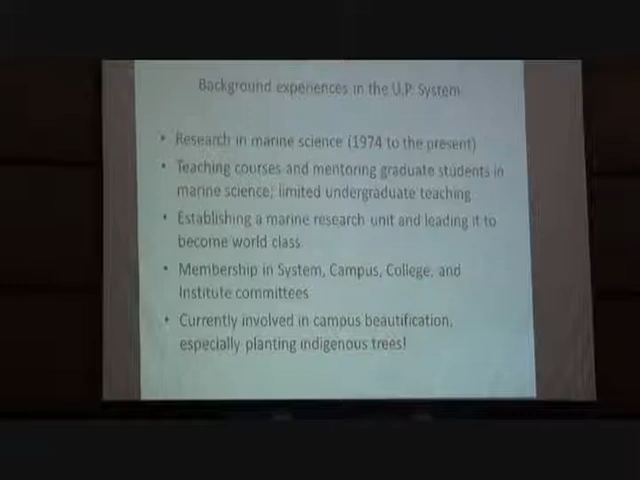 Background experiences in the U.P. System
• Research in marine science (1974 to the present)
• Teaching courses and mentoring graduate students in
marine science; limited undergraduate teaching
• Establishing a marine research unit and leading it to
become world class
• Membership in System, Campus, College, and
Institute committees
• Currently involved in campus beautification,
especially planting indigenous trees!